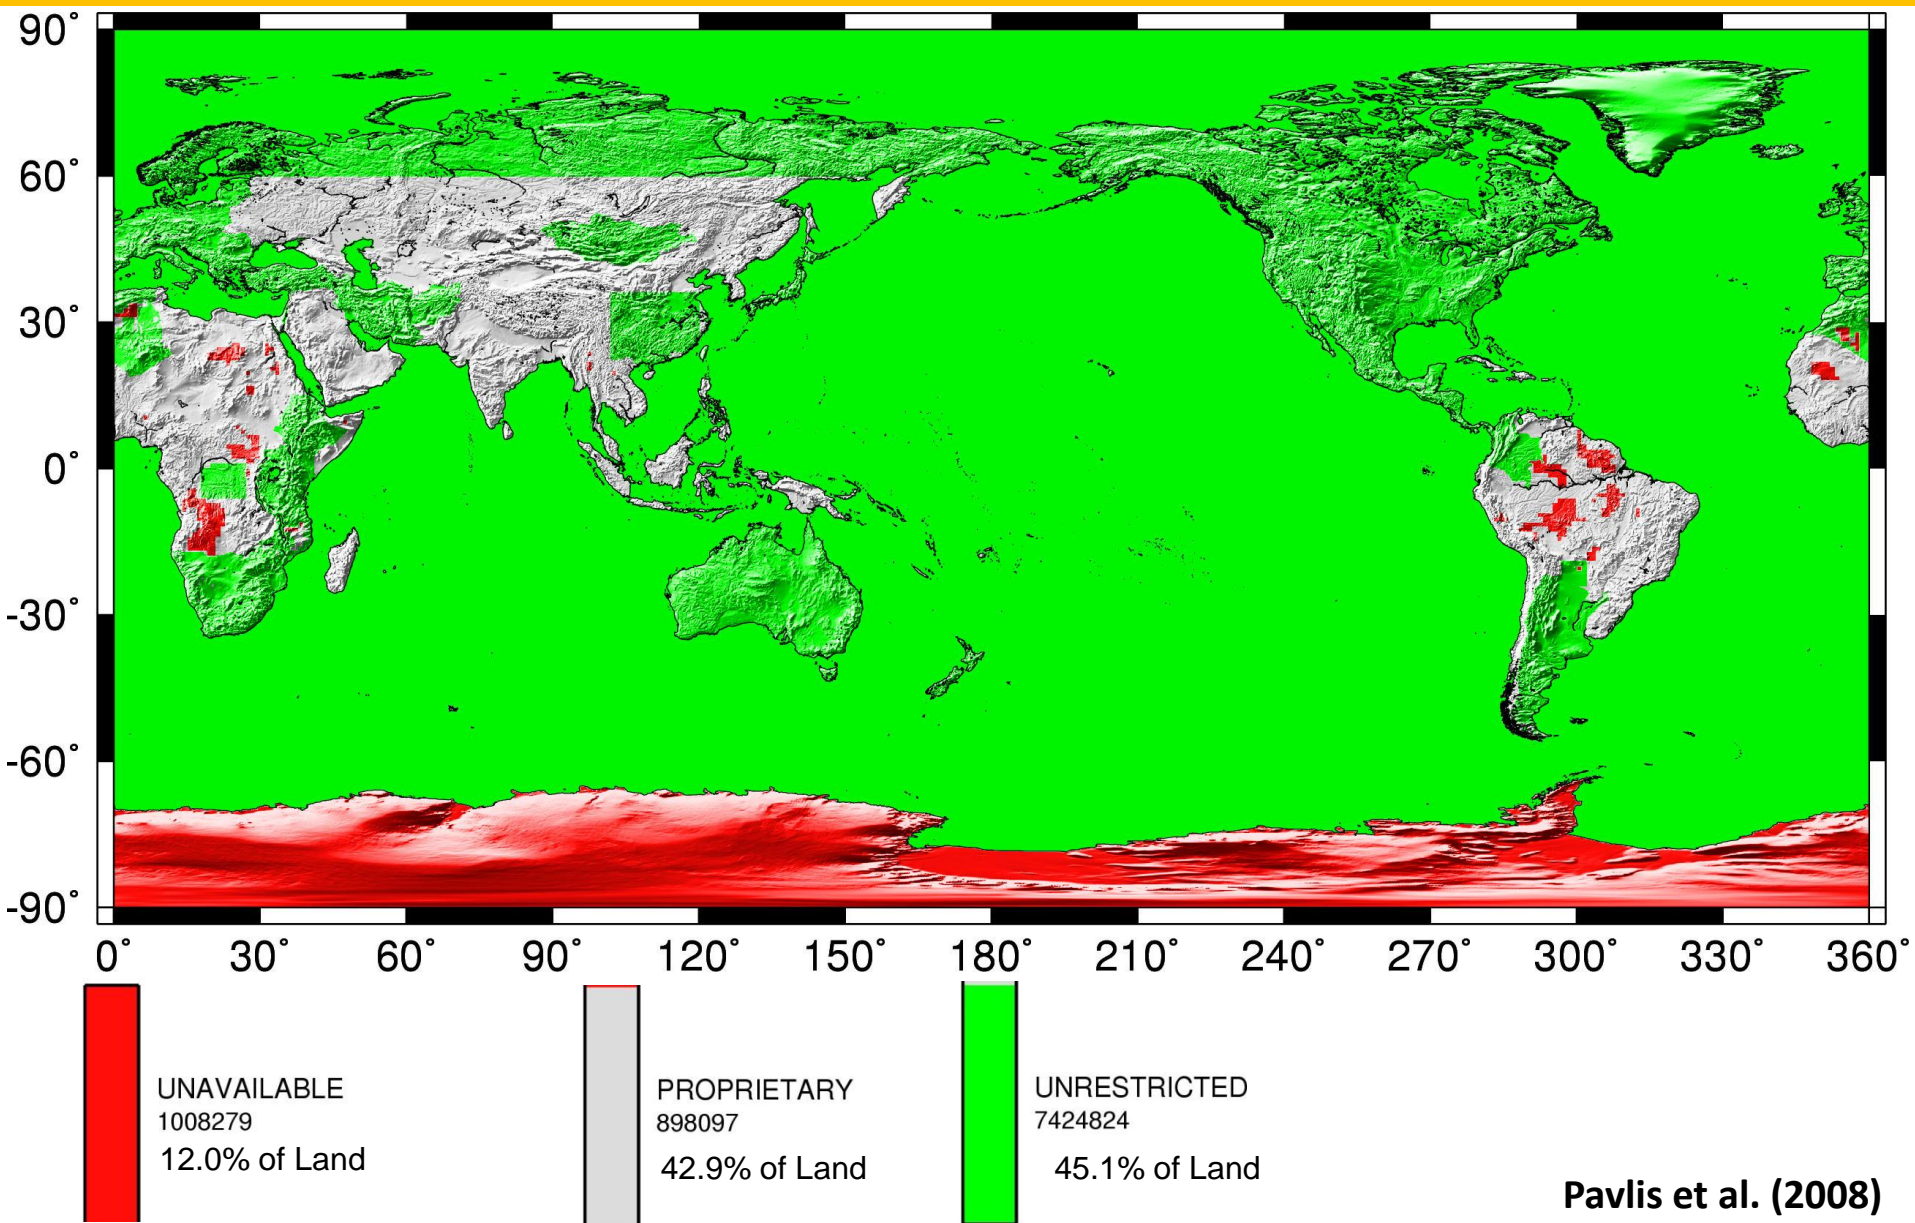 90°
60°
30°
0°
-30°
-60°
-90°
0° 30° 60° 90° 120° 150° 180° 210° 240° 270° 300° 330° 360°
UNAVAILABLE
1008279
12.0% of Land
PROPRIETARY
898097
42.9% of Land
UNRESTRICTED
7424824
45.1% of Land
Pavlis et al. (2008)